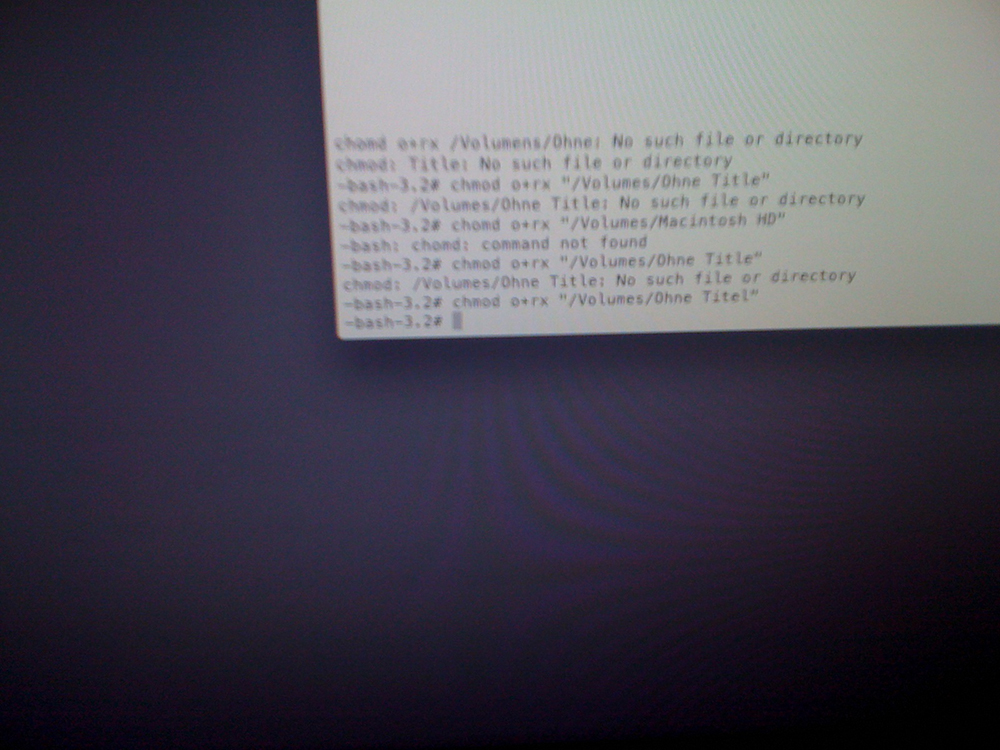 chomd o+rx /Volumens/Ohne: No such file or directory
chmod: Title: No such file or directory
-bash-3.2# chmod o+rx "/Volumes/Ohne Title"
chmod: /Volumes/Ohne Title: No such file or directory
-bash-3.2# chomd o+rx "/Volumes/Macintosh HD"
-bash: chomd: command not found
-bash-3.2# chmod o+rx "/Volumes/Ohne Title"
chmod: /Volumes/Ohne Title: No such file or directory
-bash-3.2# chmod o+rx "/Volumes/Ohne Titel"
-bash-3.2#